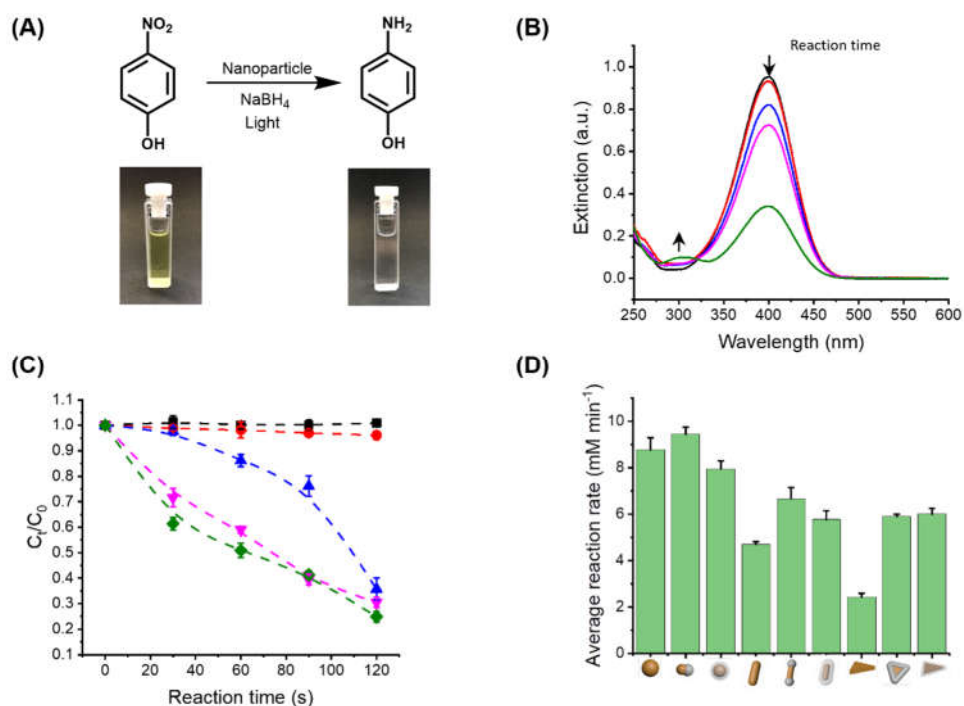 (A)
NO₂
OH
Nanoparticle
NaBH₄
Light
NH₂
OH
(B)
Reaction time
Extinction (a.u.)
1.0
0.8
0.6
0.4
0.2
0.0
250 300 350 400 450 500 550 600
Wavelength (nm)
(C)
Cₜ/C₀
1.1
1.0
0.9
0.8
0.7
0.6
0.5
0.4
0.3
0.2
0.1
0 20 40 60 80 100 120
Reaction time (s)
(D)
Average reaction rate (mM min⁻¹)
10
8
6
4
2
0